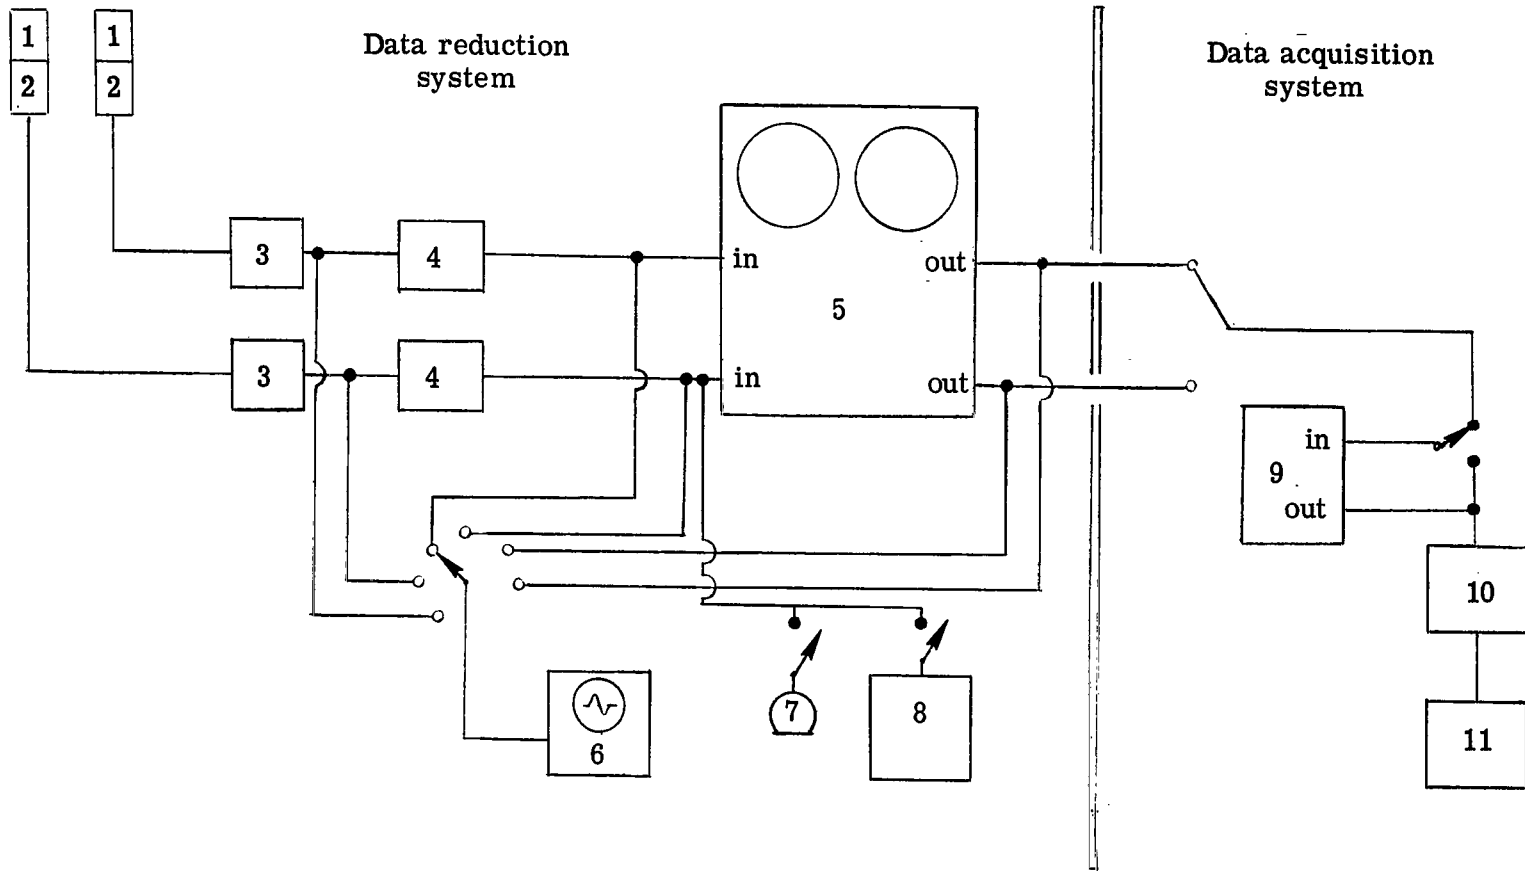 1
2
1
2
Data reduction
system
Data acquisition
system
3
4
in
out
5
3
4
in
out
in
9
out
10
6
7
8
11